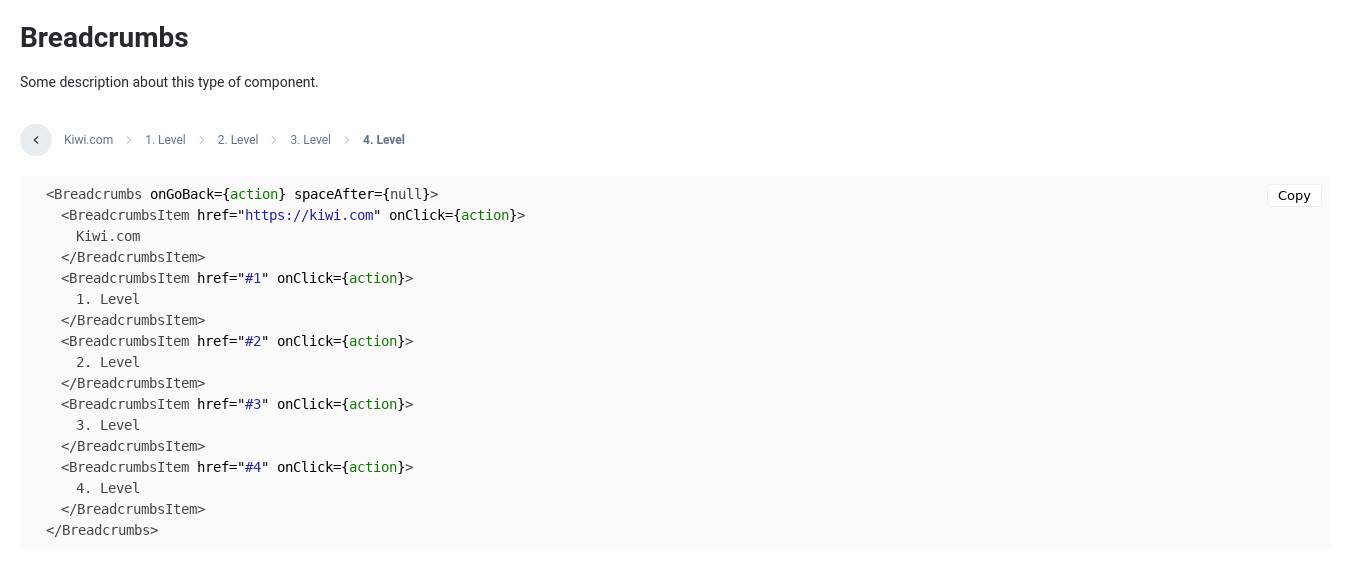 Breadcrumbs
Some description about this type of component.
Kiwi.com 1. Level 2. Level 3. Level 4. Level
<Breadcrumbs onGoBack={action} spaceAfter={null}>
Copy
<BreadcrumbsItem href="https://kiwi.com" onClick={action}>
Kiwi.com
</BreadcrumbsItem>
<BreadcrumbsItem href="#1" onClick={action}>
1. Level
</BreadcrumbsItem>
<BreadcrumbsItem href="#2" onClick={action}>
2. Level
</BreadcrumbsItem>
<BreadcrumbsItem href="#3" onClick={action}>
3. Level
</BreadcrumbsItem>
<BreadcrumbsItem href="#4" onClick={action}>
4. Level
</BreadcrumbsItem>
</Breadcrumbs>